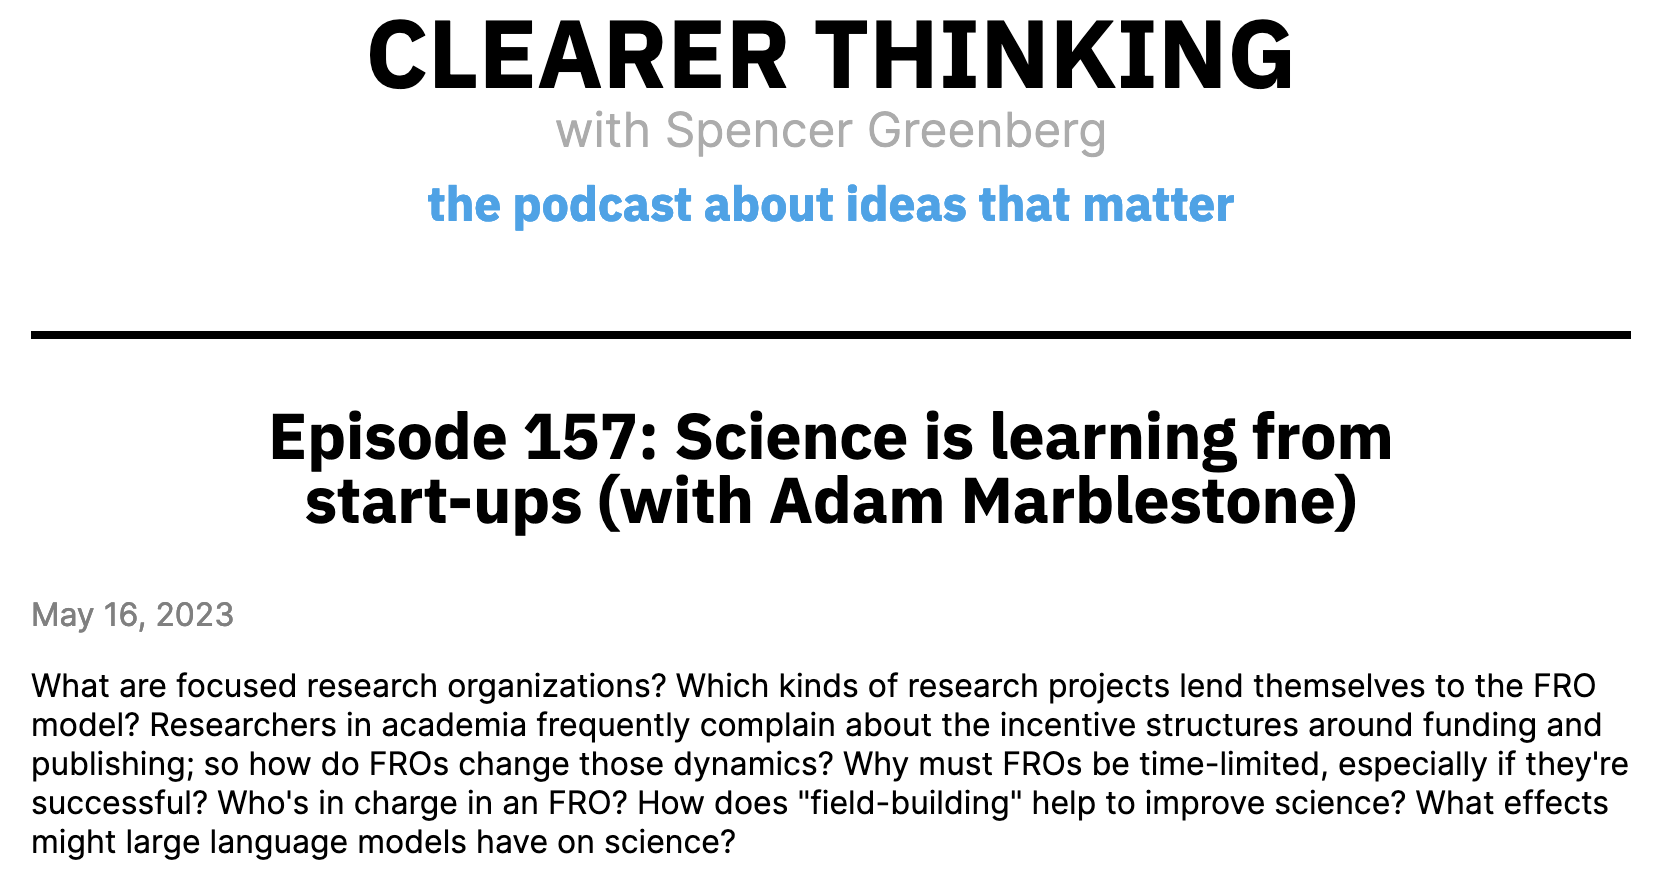 CLEARER THINKING
with Spencer Greenberg
the podcast about ideas that matter
Episode 157: Science is learning from
start-ups (with Adam Marblestone)
May 16, 2023
What are focused research organizations? Which kinds of research projects lend themselves to the FRO
model? Researchers in academia frequently complain about the incentive structures around funding and
publishing; so how do FROs change those dynamics? Why must FROs be time-limited, especially if they're
successful? Who's in charge in an FRO? How does "field-building" help to improve science? What effects
might large language models have on science?